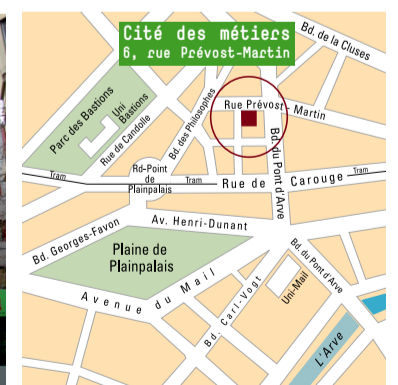 Cité des métiers
6, rue Prévost-Martin
Bd. de la Cluses
Parc des Bastions
Uni
Bastions
Rue de Candolle
Bd. des Philosophes
Rue Prévost - Martin
Bd. du Pont d'Arve
Rd-Point
de
Plainpalais
Tram
Tram
Rue de Carouge
Tram
Av. Henri-Dunant
Bd. Georges-Favon
Plaine de
Plainpalais
Avenue du Mail
Bd. Carl-Vogt
Uni-Mail
Bd. du Pont d'Arve
L'Arve